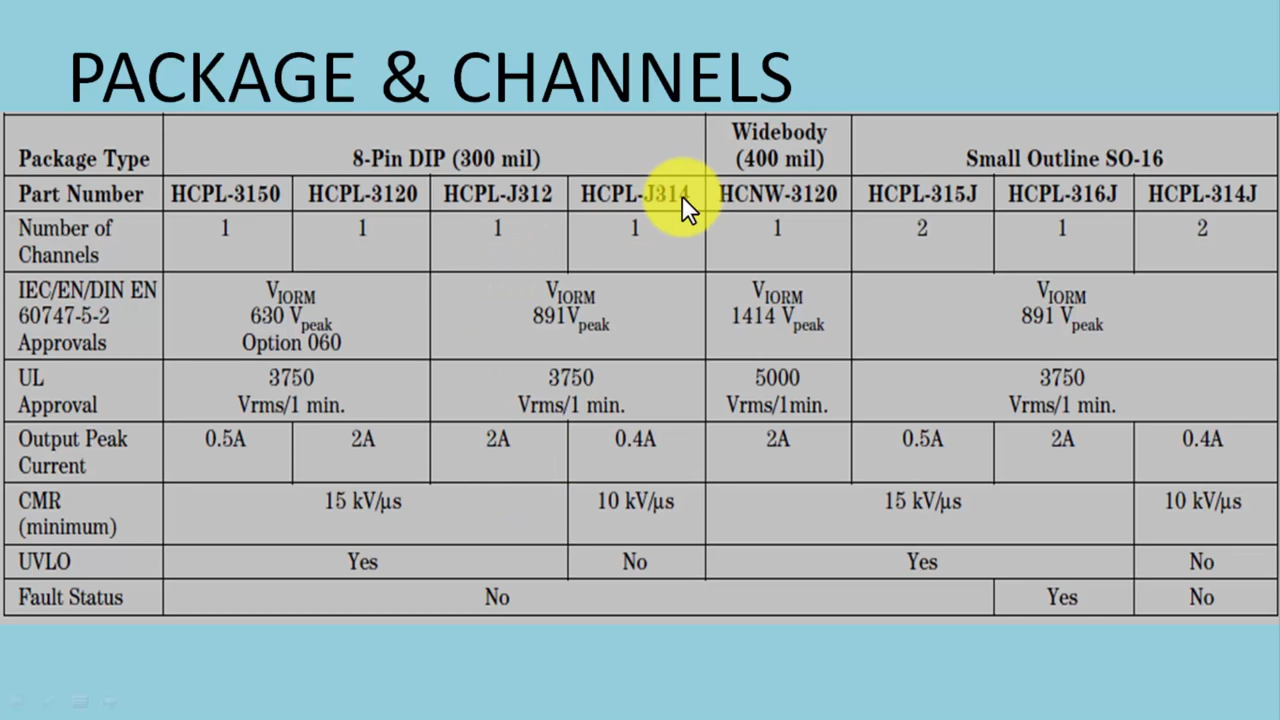 PACKAGE & CHANNELS
Package Type 8-Pin DIP (300 mil) Widebody (400 mil) Small Outline SO-16
Part Number HCPL-3150 HCPL-3120 HCPL-J312 HCPL-J314 HCNW-3120 HCPL-315J HCPL-316J HCPL-314J
Number of Channels 1 1 1 1 1 2 1 2
IEC/EN/DIN EN 60747-5-2 Approvals VIORM 630 Vpeak Option 060 VIORM 891Vpeak VIORM 1414 Vpeak VIORM 891 Vpeak
UL Approval 3750 Vrms/1 min. 3750 Vrms/1 min. 5000 Vrms/1min. 3750 Vrms/1 min.
Output Peak Current 0.5A 2A 2A 0.4A 2A 0.5A 2A 0.4A
CMR (minimum) 15 kV/µs 10 kV/µs 15 kV/µs 10 kV/µs
UVLO Yes No Yes No
Fault Status No Yes No